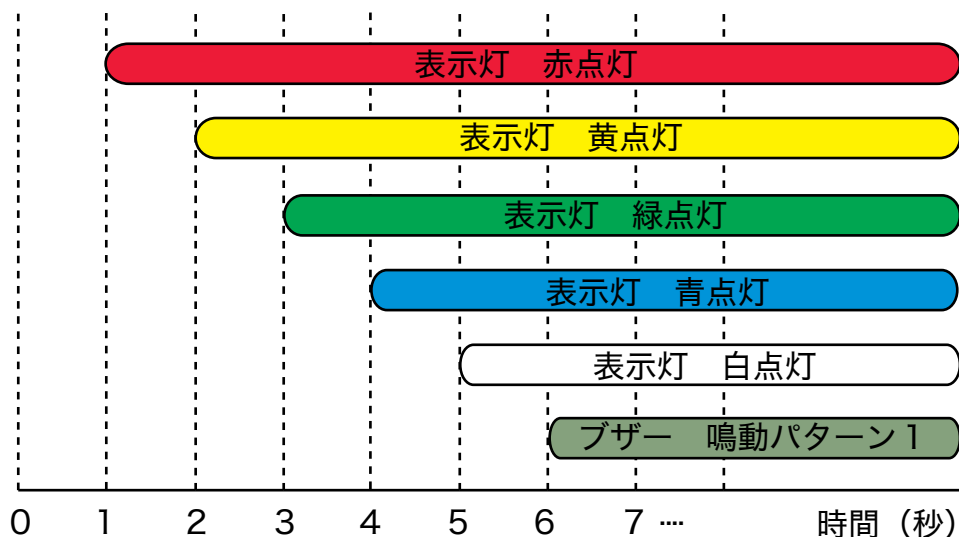 表示灯　赤点灯
表示灯　黄点灯
表示灯　緑点灯
表示灯　青点灯
表示灯　白点灯
ブザー　鳴動パターン１
0 1 2 3 4 5 6 7 ････ 時間（秒）